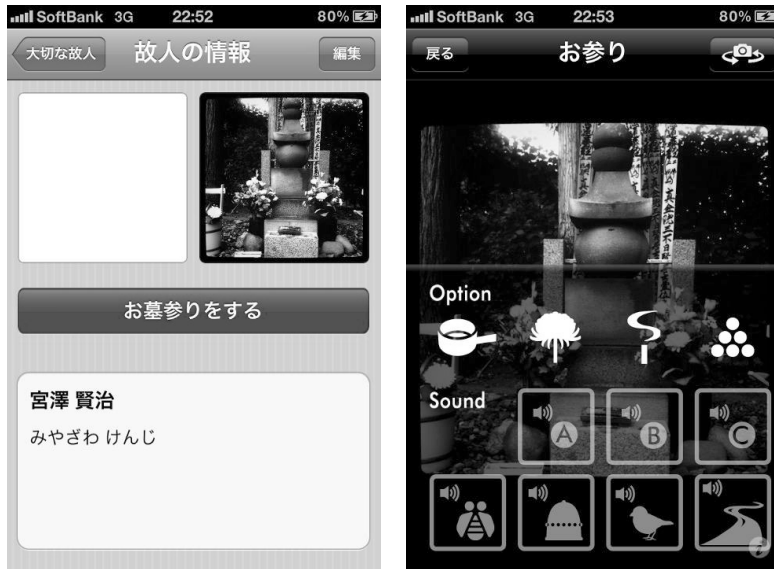 SoftBank 3G 22:52 80%
大切な故人
故人の情報
編集
お墓参りをする
宮澤 賢治
みやざわ けんじ
SoftBank 3G 22:53 80%
戻る
お参り
Option
Sound
A
B
C